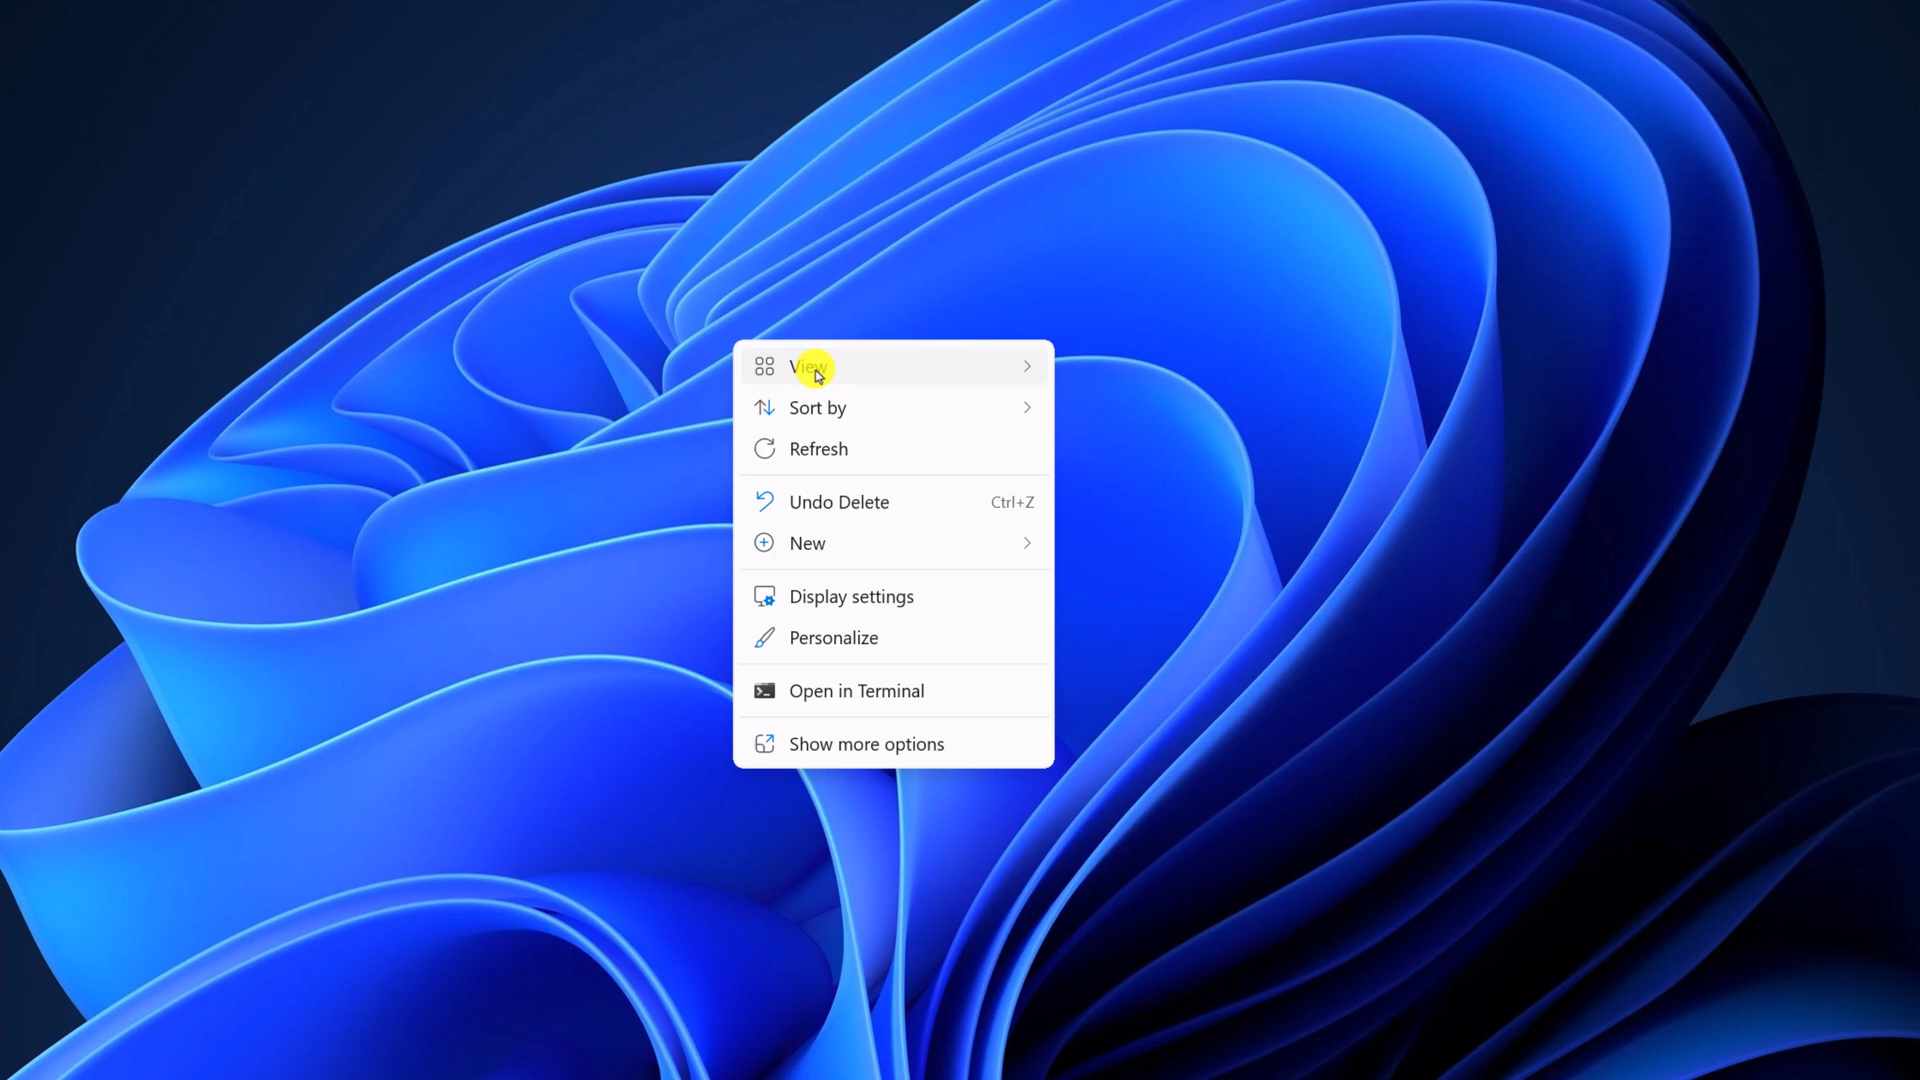 View
Sort by
Refresh
Undo Delete Ctrl+Z
New
Display settings
Personalize
Open in Terminal
Show more options